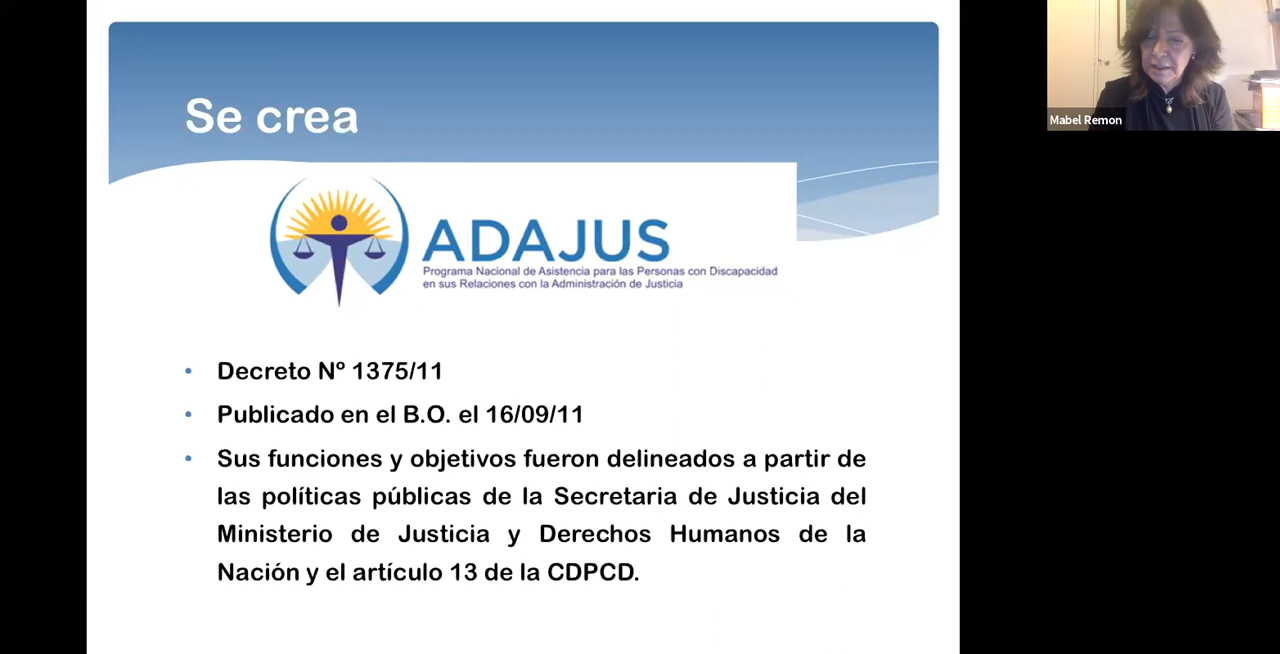 Se crea
ADAJUS
Programa Nacional de Asistencia para las Personas con Discapacidad
en sus Relaciones con la Administración de Justicia
• Decreto Nº 1375/11
• Publicado en el B.O. el 16/09/11
• Sus funciones y objetivos fueron delineados a partir de
las políticas públicas de la Secretaria de Justicia del
Ministerio de Justicia y Derechos Humanos de la
Nación y el artículo 13 de la CDPCD.
Mabel Remon